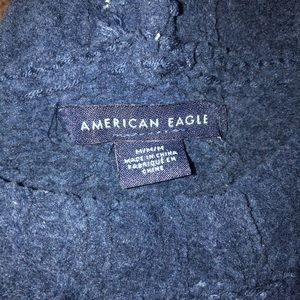 AMERICAN EAGLE
M/M/M
MADE IN CHINA
FABRIQUÉ EN
CHINE